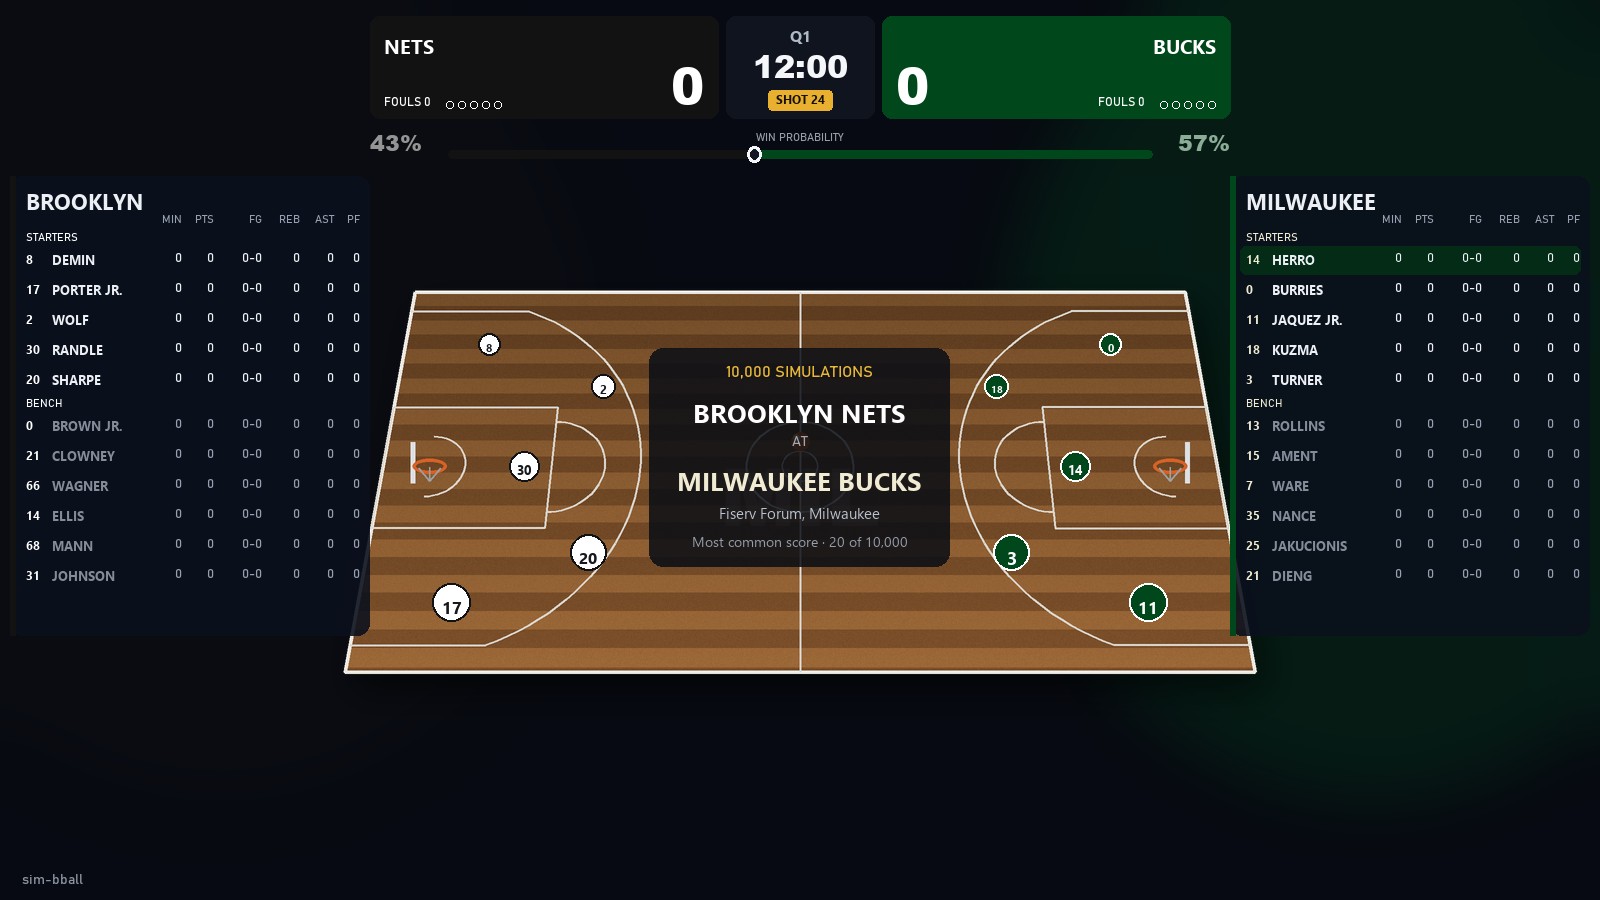 NETS
0
FOULS 0
Q1
12:00
SHOT 24
BUCKS
0
FOULS 0
43%
WIN PROBABILITY
57%
BROOKLYN MIN PTS FG REB AST PF
STARTERS
8 DEMIN 0 0 0-0 0 0 0
17 PORTER JR. 0 0 0-0 0 0 0
2 WOLF 0 0 0-0 0 0 0
30 RANDLE 0 0 0-0 0 0 0
20 SHARPE 0 0 0-0 0 0 0
BENCH
0 BROWN JR. 0 0 0-0 0 0 0
21 CLOWNEY 0 0 0-0 0 0 0
66 WAGNER 0 0 0-0 0 0 0
14 ELLIS 0 0 0-0 0 0 0
68 MANN 0 0 0-0 0 0 0
31 JOHNSON 0 0 0-0 0 0 0
8
2
30
20
17
10,000 SIMULATIONS
BROOKLYN NETS
AT
MILWAUKEE BUCKS
Fiserv Forum, Milwaukee
Most common score · 20 of 10,000
0
18
14
3
11
MILWAUKEE MIN PTS FG REB AST PF
STARTERS
14 HERRO 0 0 0-0 0 0 0
0 BURRIES 0 0 0-0 0 0 0
11 JAQUEZ JR. 0 0 0-0 0 0 0
18 KUZMA 0 0 0-0 0 0 0
3 TURNER 0 0 0-0 0 0 0
BENCH
13 ROLLINS 0 0 0-0 0 0 0
15 AMENT 0 0 0-0 0 0 0
7 WARE 0 0 0-0 0 0 0
35 NANCE 0 0 0-0 0 0 0
25 JAKUCIONIS 0 0 0-0 0 0 0
21 DIENG 0 0 0-0 0 0 0
sim-bball